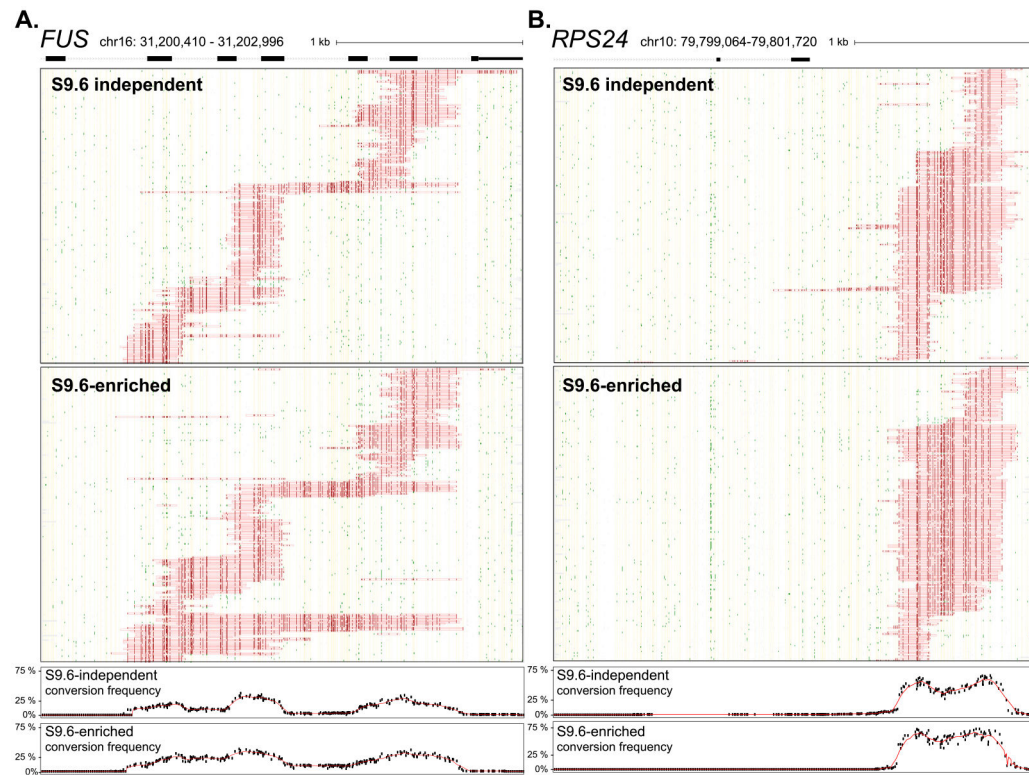 A.
FUS chr16: 31,200,410 - 31,202,996 1 kb
S9.6 independent
S9.6-enriched
75 %
25 %
0%
S9.6-independent
conversion frequency
75 %
25 %
0%
S9.6-enriched
conversion frequency
B.
RPS24 chr10: 79,799,064-79,801,720 1 kb
S9.6 independent
S9.6-enriched
75 %
25 %
0%
S9.6-independent
conversion frequency
75 %
25 %
0%
S9.6-enriched
conversion frequency